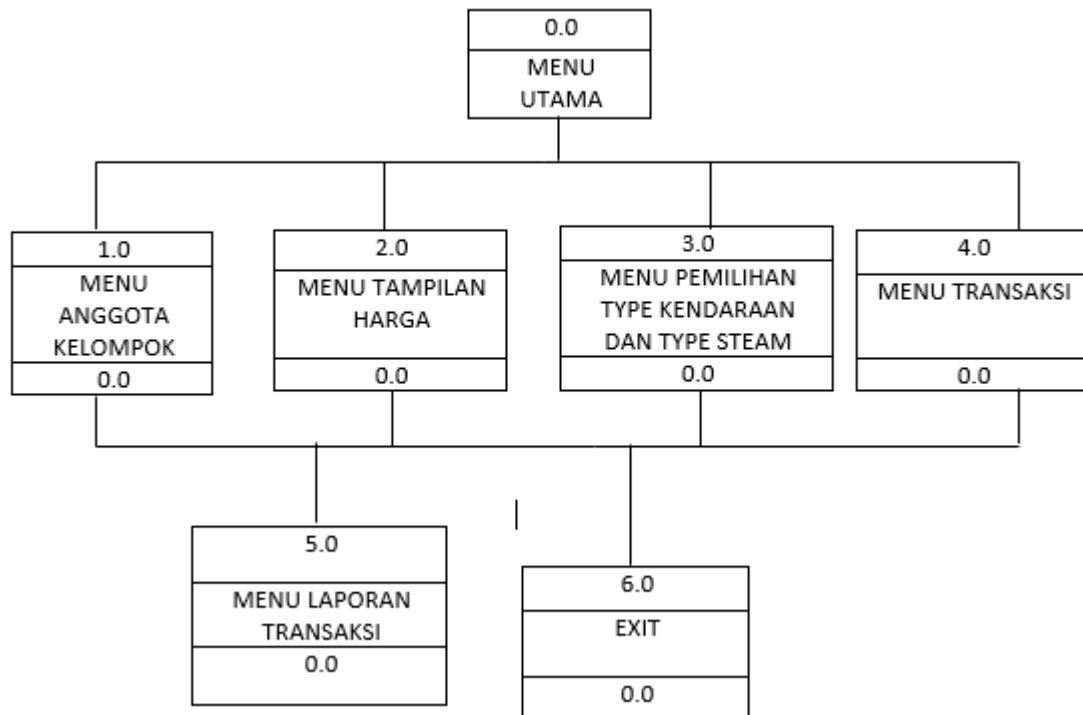 0.0
MENU
UTAMA
1.0
MENU
ANGGOTA
KELOMPOK
0.0
2.0
MENU TAMPILAN
HARGA
0.0
3.0
MENU PEMILIHAN
TYPE KENDARAAN
DAN TYPE STEAM
0.0
4.0
MENU TRANSAKSI
0.0
5.0
MENU LAPORAN
TRANSAKSI
0.0
6.0
EXIT
0.0